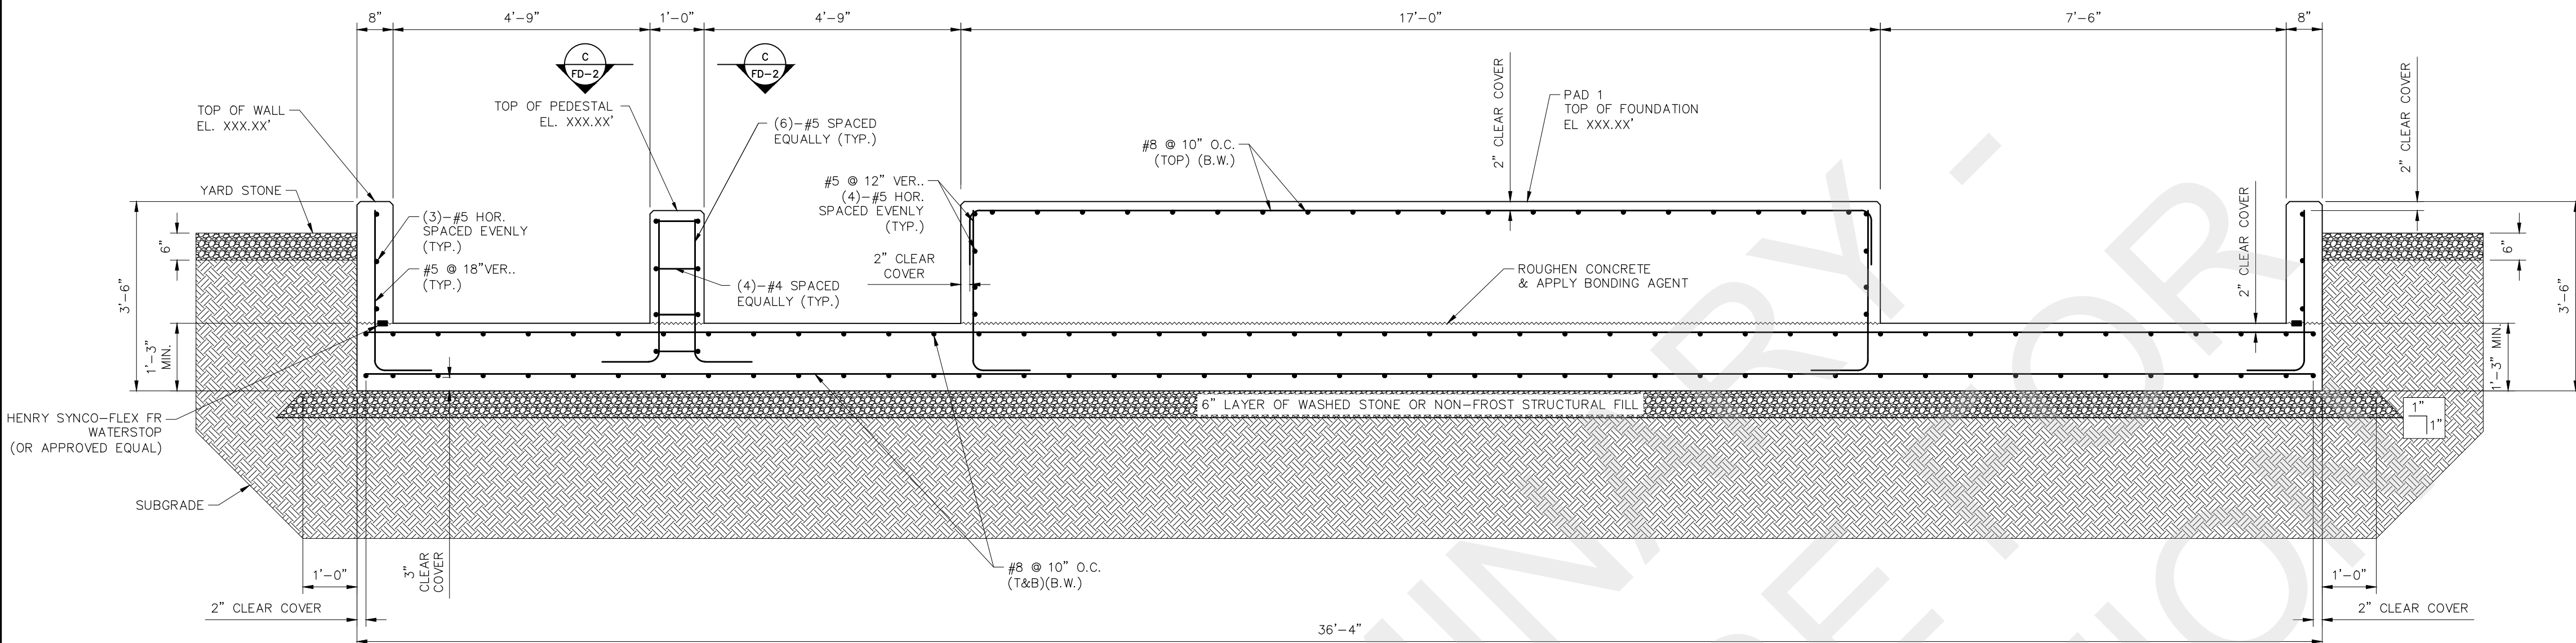 8"
4'-9"
1'-0"
4'-9"
17'-0"
7'-6"
8"
C
FD-2
C
FD-2
TOP OF WALL
EL. XXX.XX'
TOP OF PEDESTAL
EL. XXX.XX'
(6)-#5 SPACED
EQUALLY (TYP.)
2" CLEAR COVER
PAD 1
TOP OF FOUNDATION
EL XXX.XX'
2" CLEAR COVER
#8 @ 10" O.C.
(TOP) (B.W.)
YARD STONE
(3)-#5 HOR.
SPACED EVENLY
(TYP.)
#5 @ 12" VER..
(4)-#5 HOR.
SPACED EVENLY
(TYP.)
2" CLEAR COVER
6"
6"
#5 @ 18"VER..
(TYP.)
(4)-#4 SPACED
EQUALLY (TYP.)
2" CLEAR
COVER
ROUGHEN CONCRETE
& APPLY BONDING AGENT
3'-6"
3'-6"
1'-3"
MIN.
1'-3" MIN.
HENRY SYNCO-FLEX FR
WATERSTOP
(OR APPROVED EQUAL)
6" LAYER OF WASHED STONE OR NON-FROST STRUCTURAL FILL
1"
1"
SUBGRADE
1'-0"
3"
CLEAR
COVER
#8 @ 10" O.C.
(T&B)(B.W.)
1'-0"
2" CLEAR COVER
2" CLEAR COVER
36'-4"